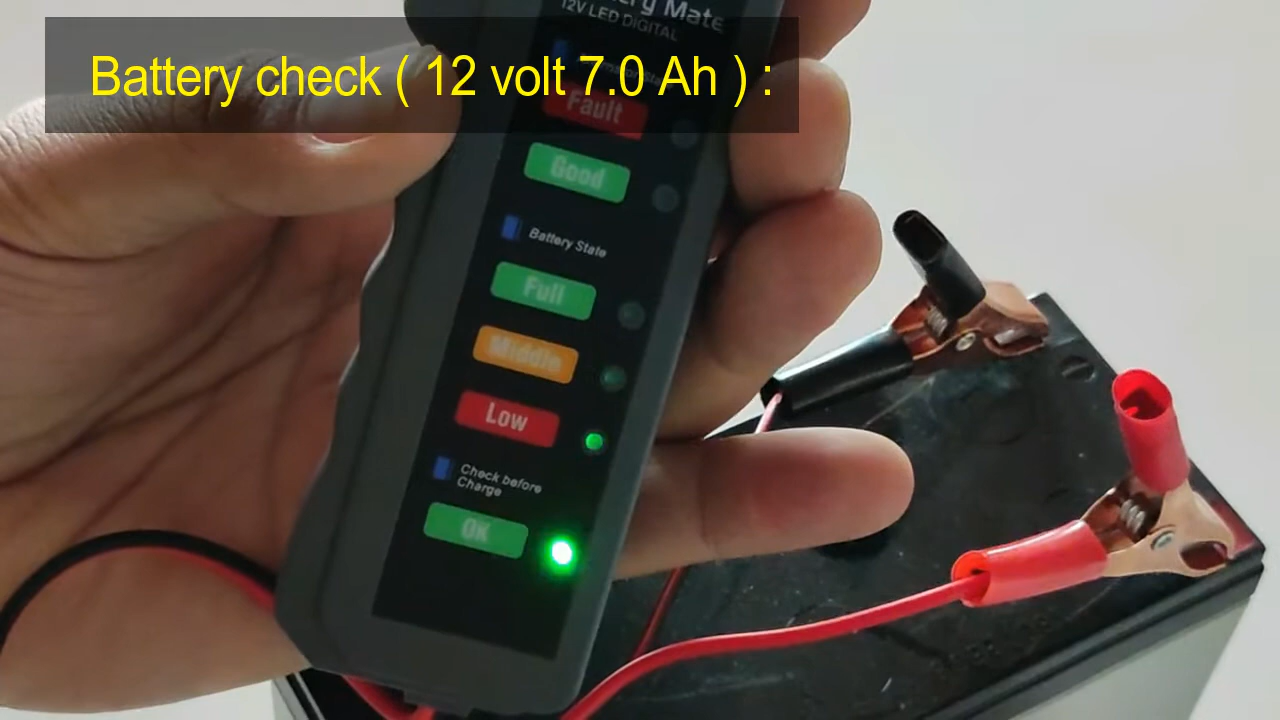 Mate
12V LED DIGITAL
Battery check ( 12 volt 7.0 Ah ) :
Fault
Good
Battery State
Full
Middle
Low
Check before
Charge
OK